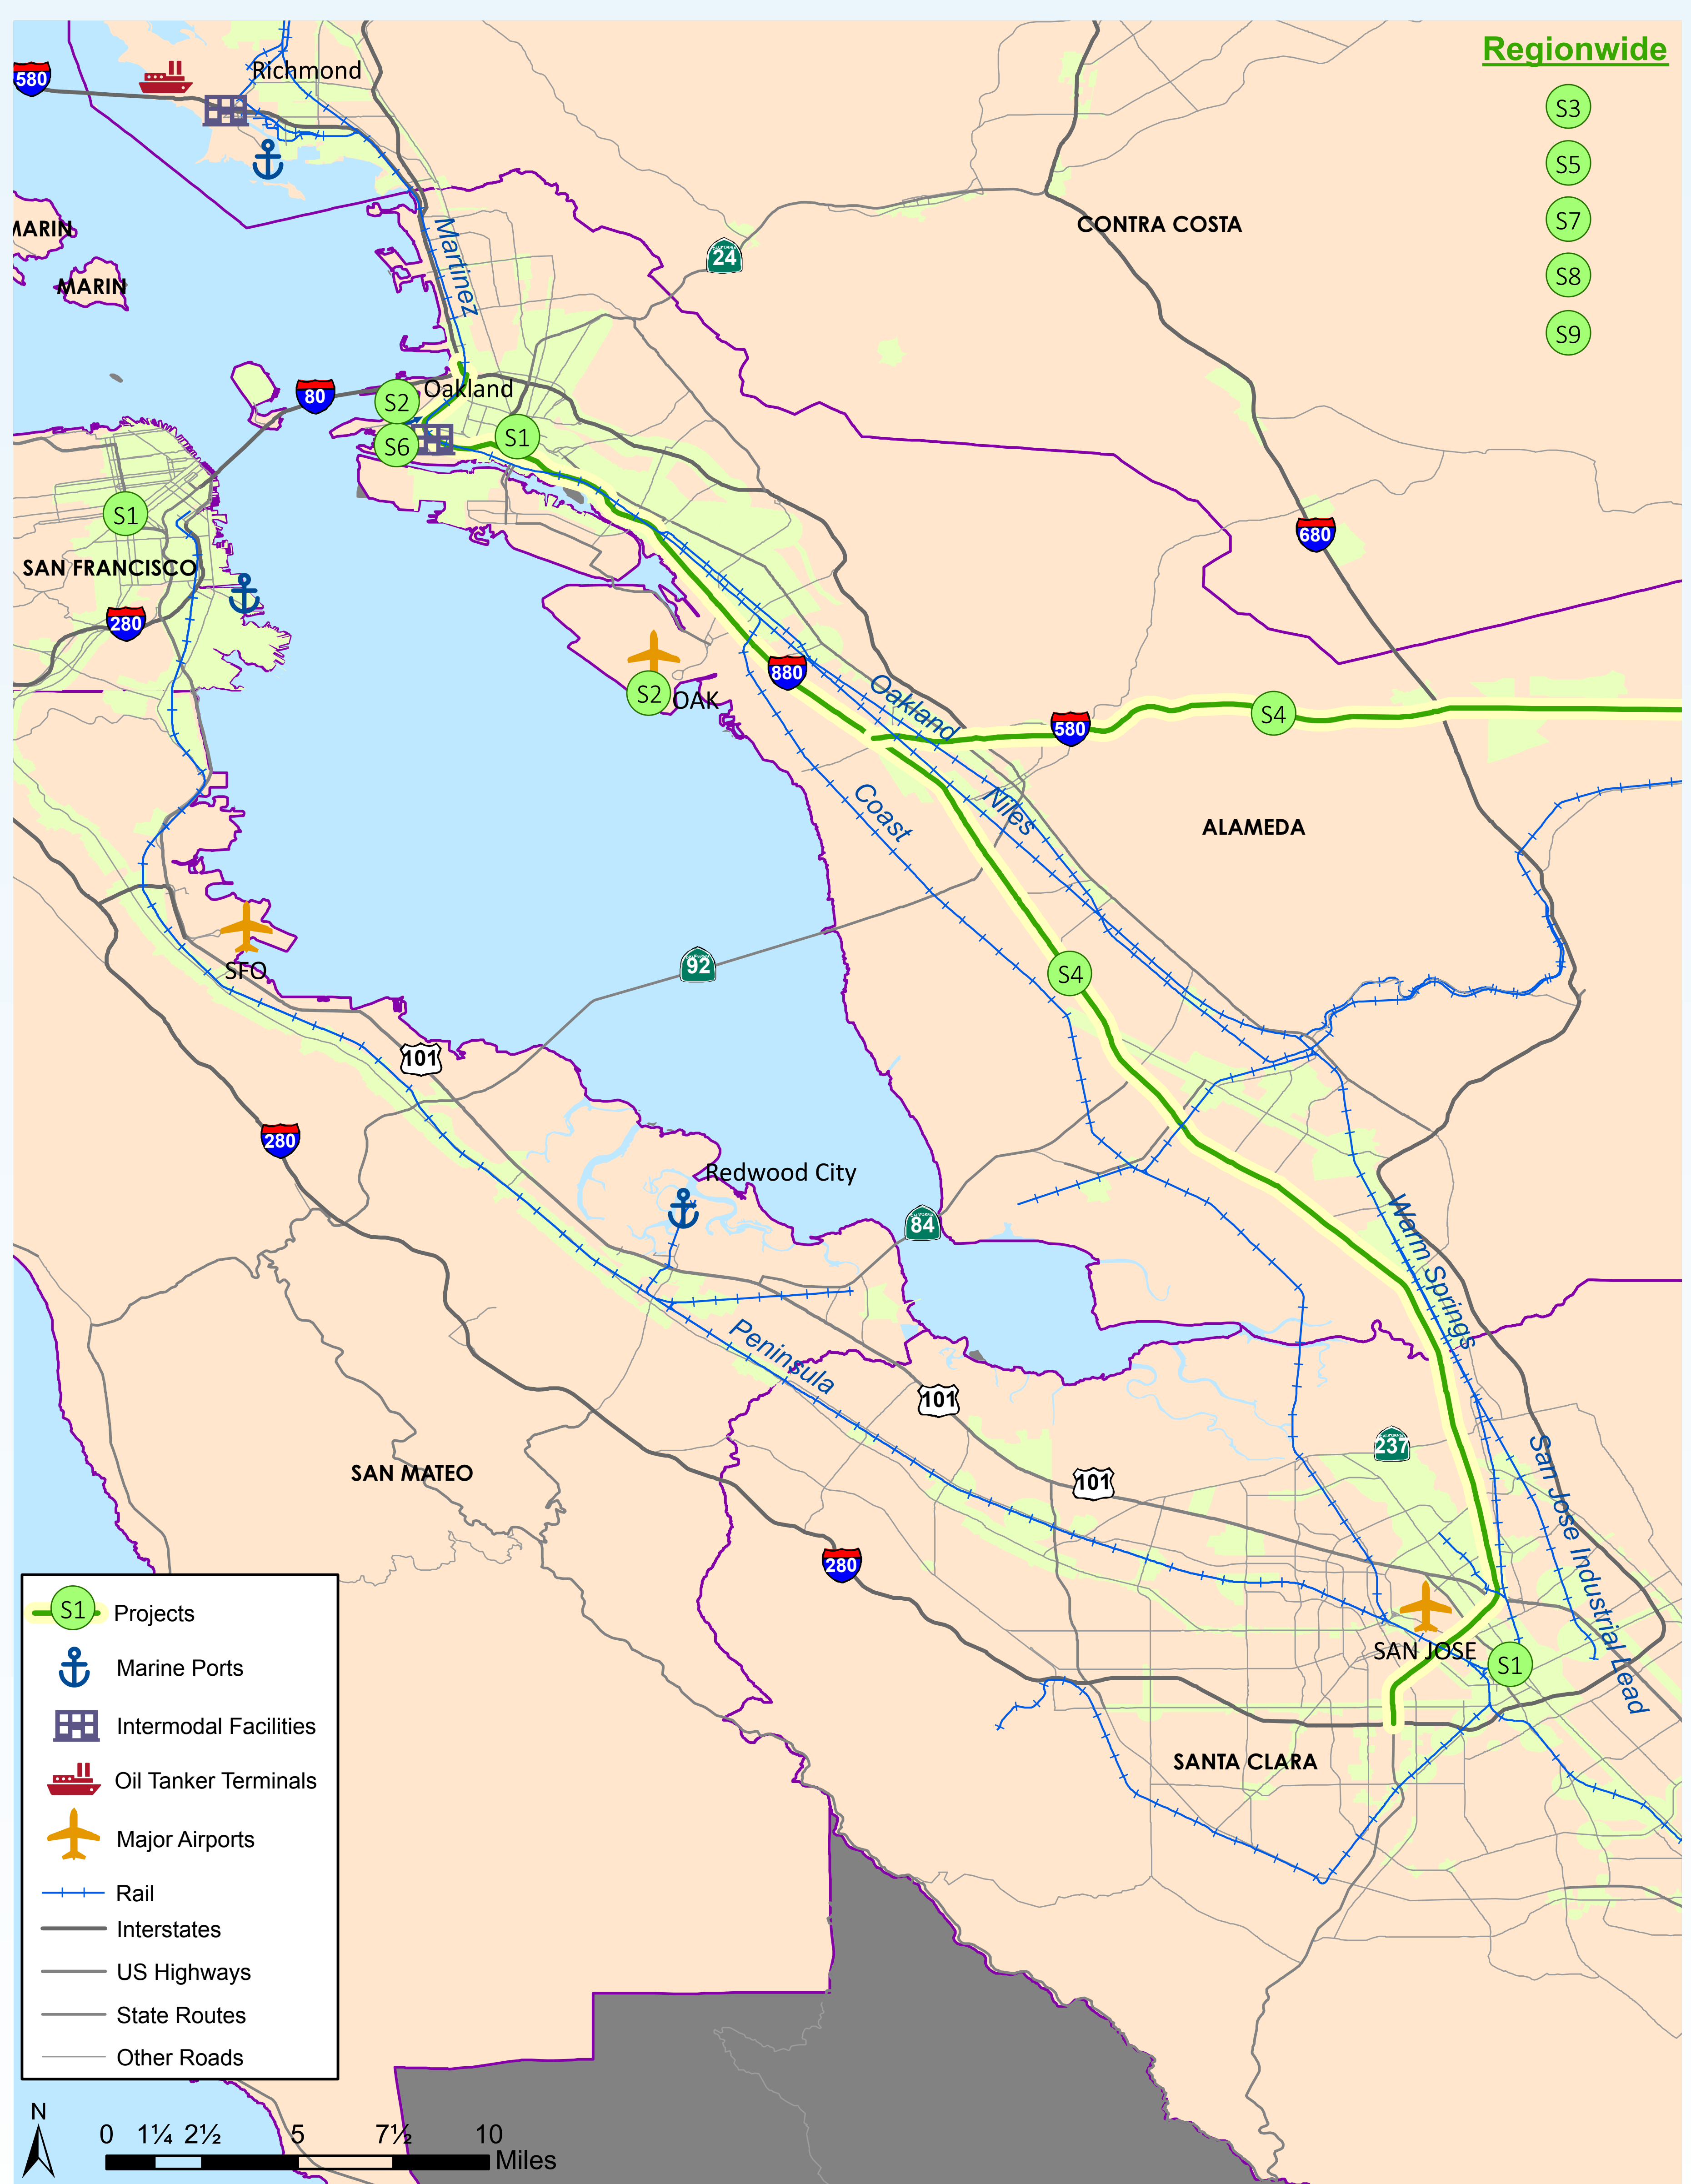 Regionwide
S3
S5
S7
S8
S9
580
Richmond
Martinez
MARIN
MARIN
CONTRA COSTA
24
80
S2
Oakland
S6
S1
S1
SAN FRANCISCO
280
680
880
S2
OAK
Oakland
580
S4
Coast
Niles
ALAMEDA
SFO
92
S4
101
280
Redwood City
84
Warm Springs
Peninsula
101
237
SAN MATEO
101
San Jose Industrial Lead
280
SAN JOSE
S1
SANTA CLARA
S1 Projects
Marine Ports
Intermodal Facilities
Oil Tanker Terminals
Major Airports
Rail
Interstates
US Highways
State Routes
Other Roads
N
0 1¼ 2½ 5 7½ 10
Miles